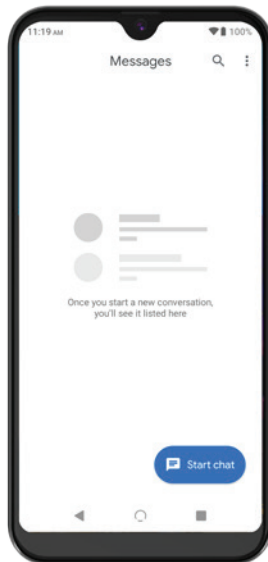 11:19 AM 100%
Messages
Once you start a new conversation,
you'll see it listed here
Start chat